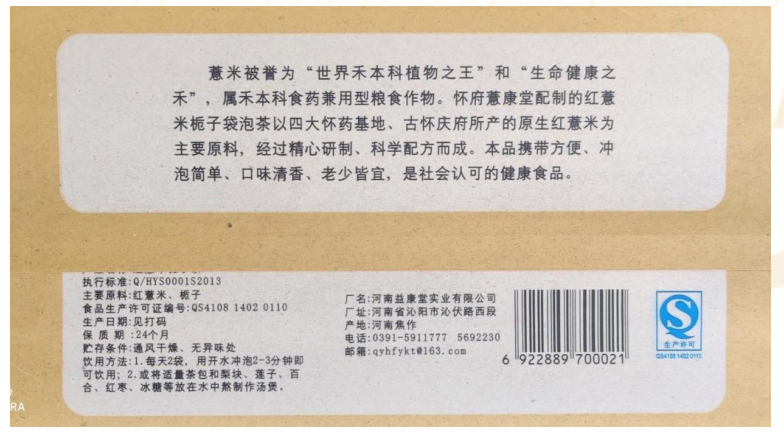 薏米被誉为“世界禾本科植物之王”和“生命健康之
禾”，属禾本科食药兼用型粮食作物。怀府薏康堂配制的红薏
米栀子袋泡茶以四大怀药基地、古怀庆府所产的原生红薏米为
主要原料，经过精心研制、科学配方而成。本品携带方便、冲
泡简单、口味清香、老少皆宜，是社会认可的健康食品。
执行标准:Q/HYS0001S2013
主要原料:红薏米、栀子
食品生产许可证编号:QS4108 1402 0110
生产日期:见打码
保 质 期:24个月
贮存条件:通风干燥、无异味处
饮用方法:1.每天2袋，用开水冲泡2-3分钟即
可饮用；2.或将适量茶包和梨块、莲子、百
合、红枣、冰糖等放在水中熬制作汤煲。
厂名:河南益康堂实业有限公司
厂址:河南省沁阳市沁伏路西段
产地:河南焦作
电话:0391-5911777 5692230
邮箱:qyhfykt@163.com
6 922889 700021
生产许可
QS4108 1402 0110
RA